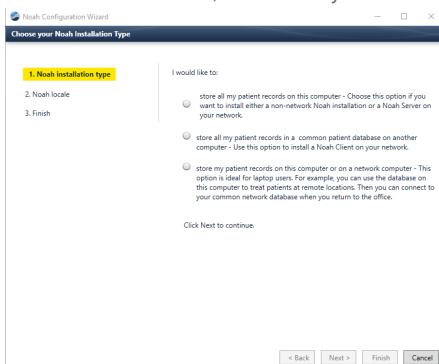 Noah Configuration Wizard
Choose your Noah Installation Type
1. Noah installation type
2. Noah locale
3. Finish
I would like to:
store all my patient records on this computer - Choose this option if you
want to install either a non-network Noah installation or a Noah Server on
your network.
store all my patient records in a common patient database on another
computer - Use this option to install a Noah Client on your network.
store my patient records on this computer or on a network computer - This
option is ideal for laptop users. For example, you can use the database on
this computer to treat patients at remote locations. Then you can connect to
your common network database when you return to the office.
Click Next to continue.
< Back
Next >
Finish
Cancel